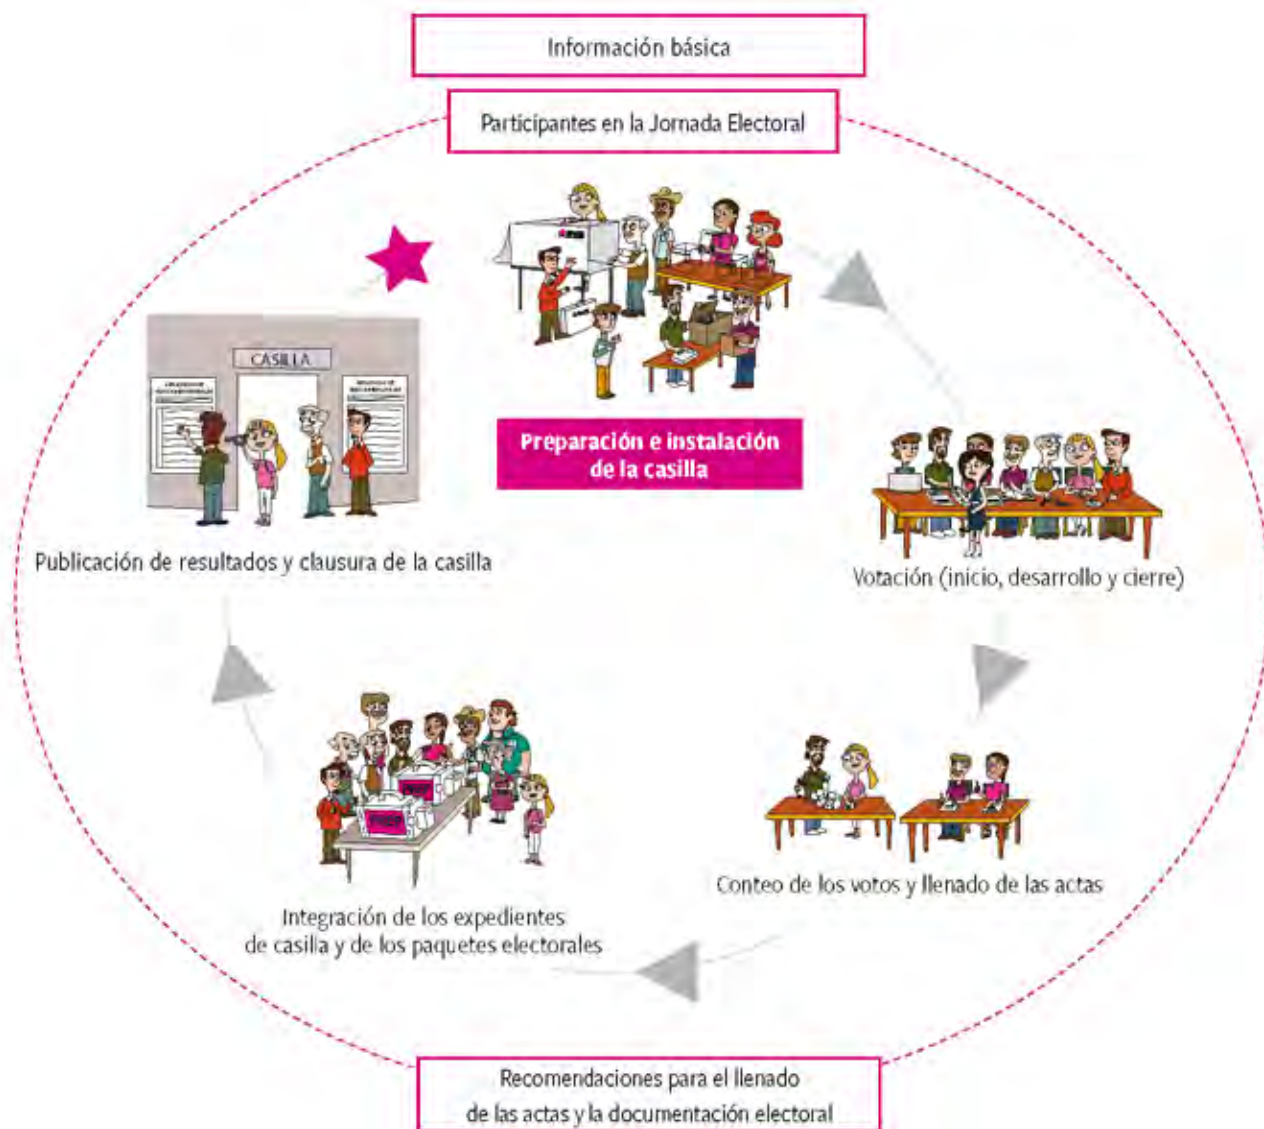 Información básica
Participantes en la Jornada Electoral
CASILLA
Preparación e instalación
de la casilla
Publicación de resultados y clausura de la casilla
Votación (inicio, desarrollo y cierre)
Conteo de los votos y llenado de las actas
Integración de los expedientes
de casilla y de los paquetes electorales
Recomendaciones para el llenado
de las actas y la documentación electoral